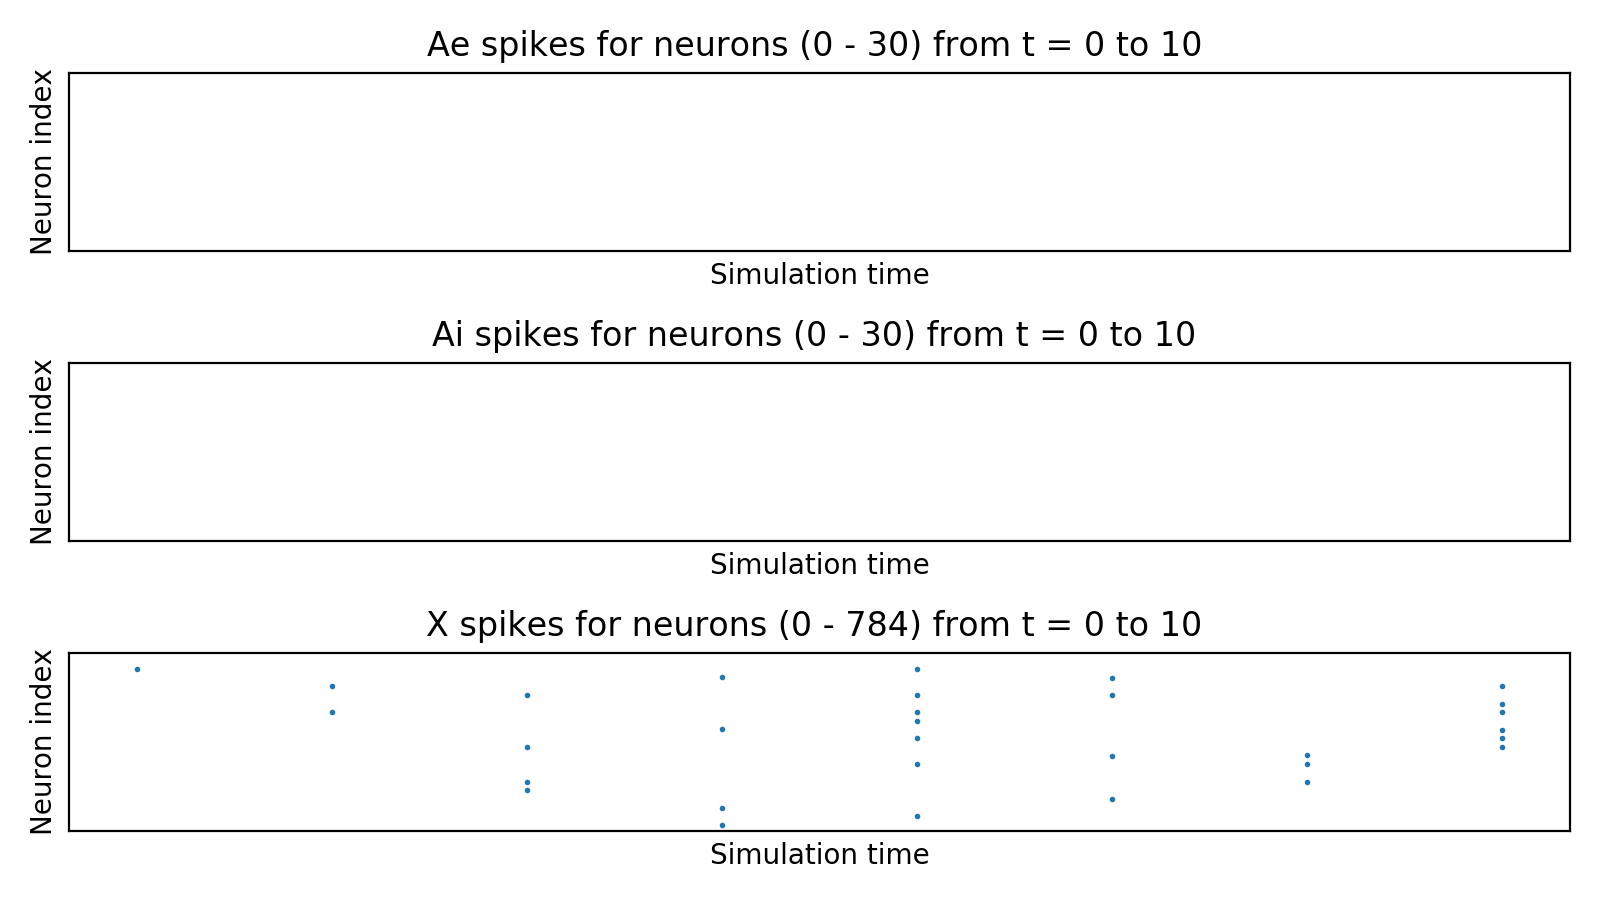 Ae spikes for neurons (0 - 30) from t = 0 to 10
Neuron index
Simulation time
Ai spikes for neurons (0 - 30) from t = 0 to 10
Neuron index
Simulation time
X spikes for neurons (0 - 784) from t = 0 to 10
Neuron index
Simulation time